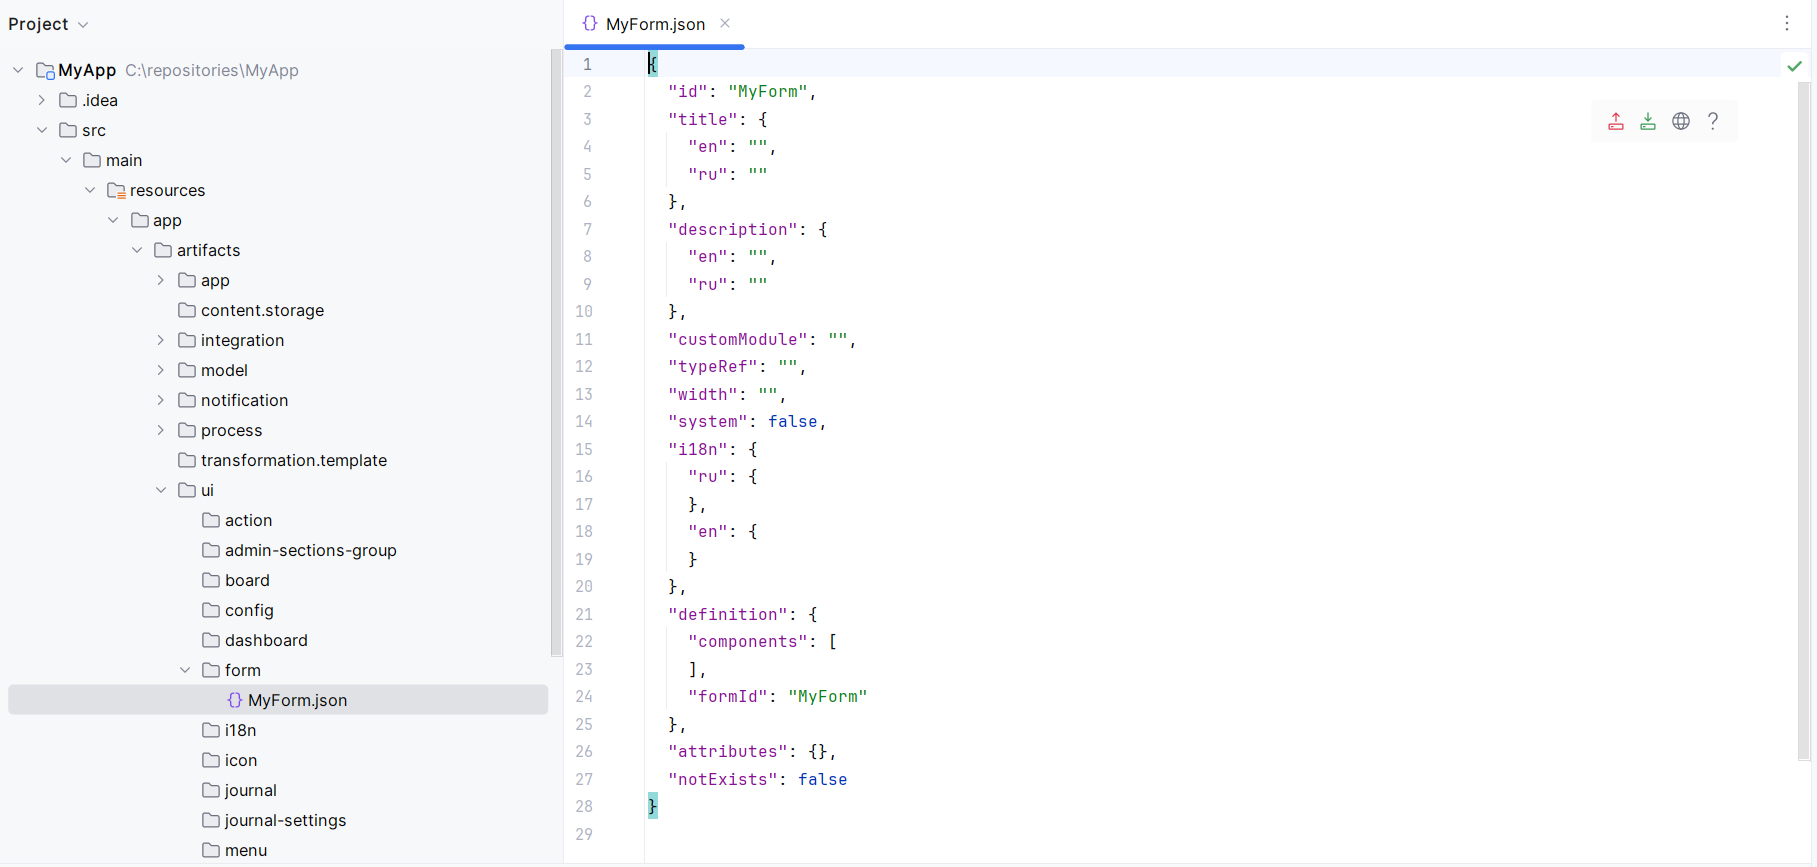 Project
MyApp C:\repositories\MyApp
.idea
src
main
resources
app
artifacts
app
content.storage
integration
model
notification
process
transformation.template
ui
action
admin-sections-group
board
config
dashboard
form
MyForm.json
i18n
icon
journal
journal-settings
menu
MyForm.json
1 {
2 "id": "MyForm",
3 "title": {
4 "en": "",
5 "ru": ""
6 },
7 "description": {
8 "en": "",
9 "ru": ""
10 },
11 "customModule": "",
12 "typeRef": "",
13 "width": "",
14 "system": false,
15 "i18n": {
16 "ru": {
17 },
18 "en": {
19 }
20 },
21 "definition": {
22 "components": [
23 ],
24 "formId": "MyForm"
25 },
26 "attributes": {},
27 "notExists": false
28 }
29